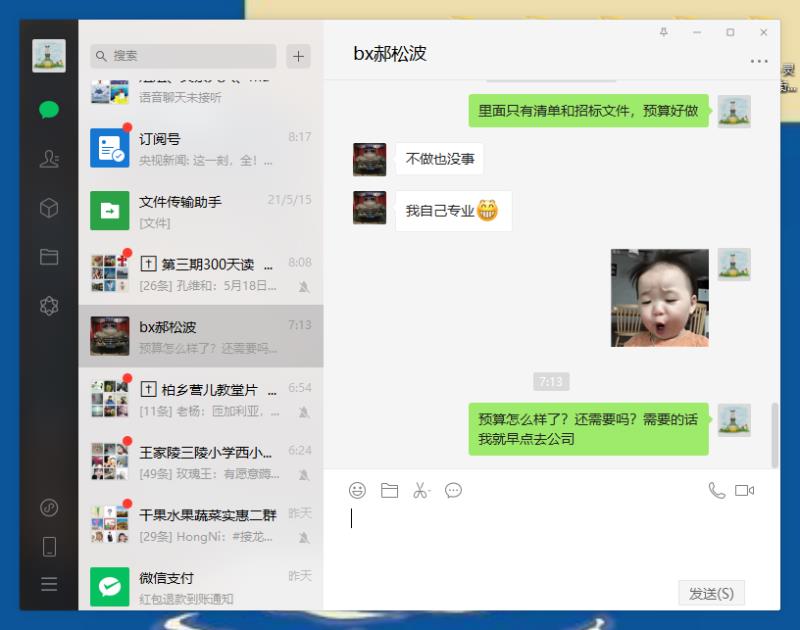 搜索
语音聊天未接听
订阅号
8:17
央视新闻: 这一刻，全！...
文件传输助手
21/5/15
[文件]
第三期300天读 ...
8:08
[26条] 孔维和：5月18日...
bx郝松波
7:13
预算怎么样了？还需要吗...
柏乡营儿教堂片 ...
6:54
[11条] 老杨：匝加利亚，...
王家陵三陵小学西小...
6:24
[49条] 玫瑰王：有愿意薅...
干果水果蔬菜实惠二群
昨天
[29条] HongNi：#接龙...
微信支付
昨天
红包退款到账通知
bx郝松波
里面只有清单和招标文件，预算好做
不做也没事
我自己专业
7:13
预算怎么样了？还需要吗？需要的话
我就早点去公司
发送(S)